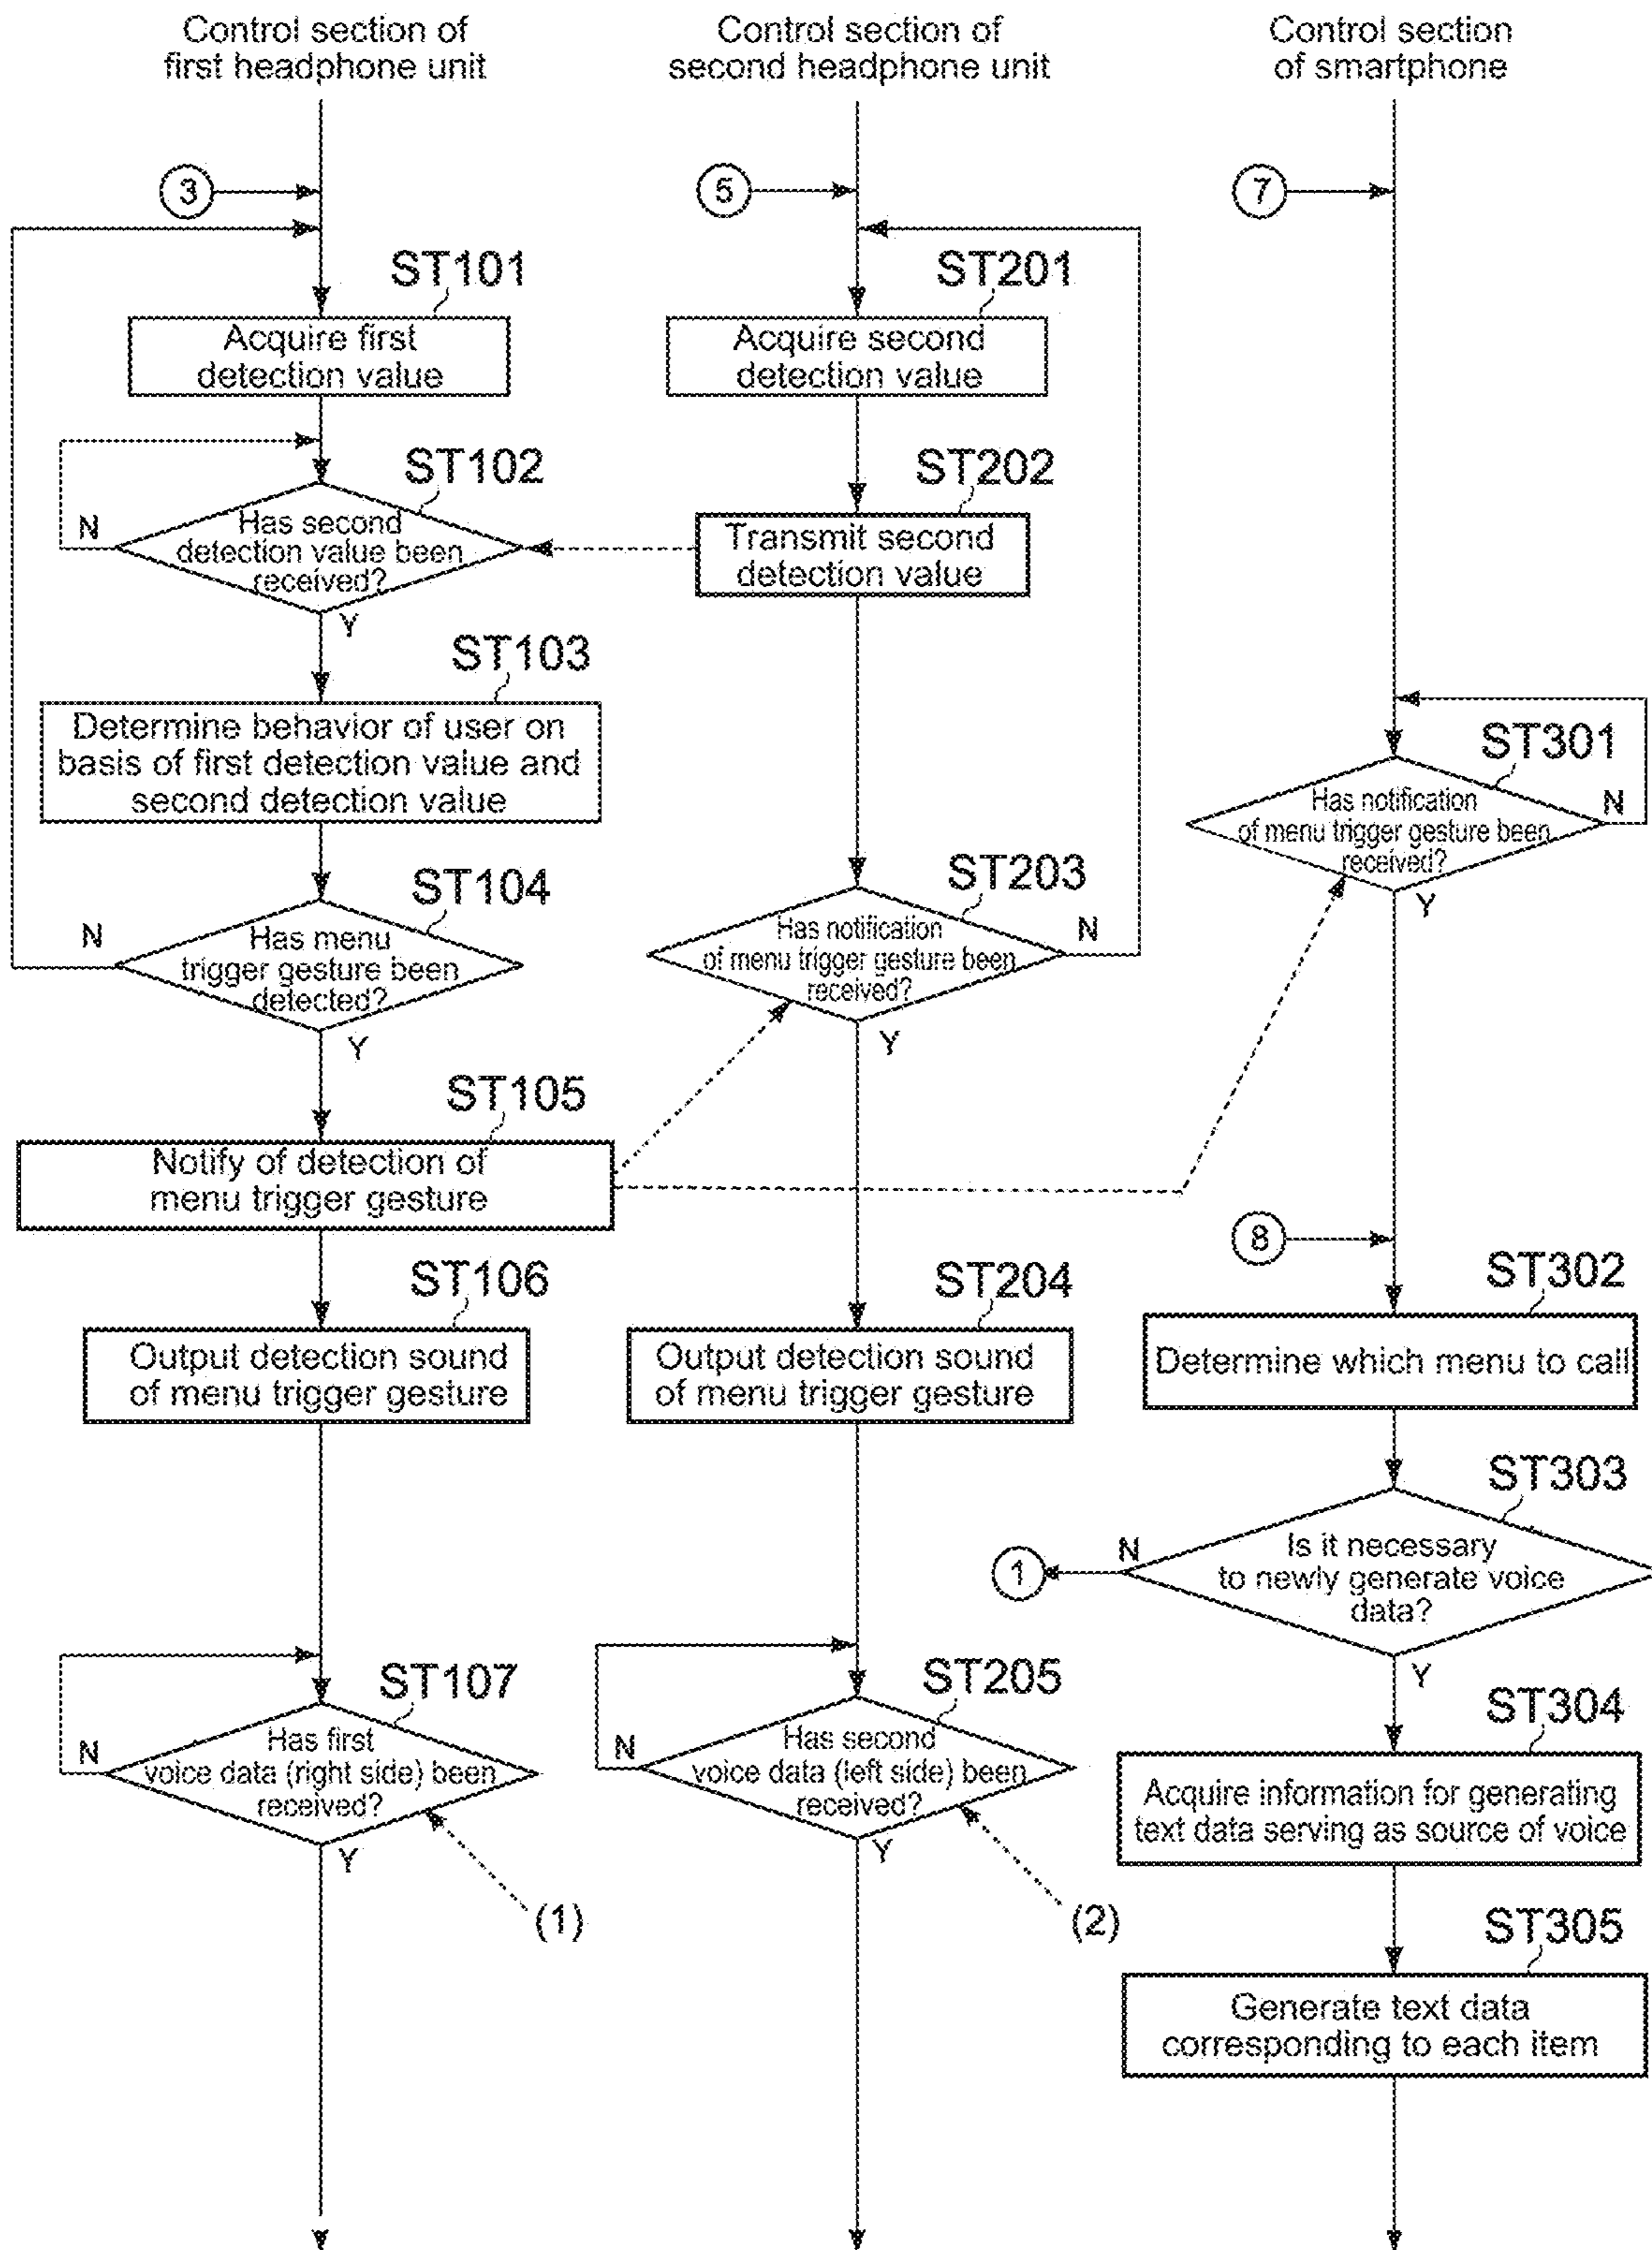 Control section of
first headphone unit
Control section of
second headphone unit
Control section
of smartphone
3
5
7
ST101
Acquire first
detection value
ST201
Acquire second
detection value
ST102
Has second
detection value been
received?
N
Y
ST202
Transmit second
detection value
ST103
Determine behavior of user on
basis of first detection value and
second detection value
ST301
Has notification
of menu trigger gesture been
received?
N
Y
ST104
Has menu
trigger gesture been
detected?
N
Y
ST203
Has notification
of menu trigger gesture been
received?
N
Y
ST105
Notify of detection of
menu trigger gesture
8
ST106
Output detection sound
of menu trigger gesture
ST204
Output detection sound
of menu trigger gesture
ST302
Determine which menu to call
ST303
Is it necessary
to newly generate voice
data?
N
1
Y
ST107
Has first
voice data (right side) been
received?
N
Y
(1)
ST205
Has second
voice data (left side) been
received?
N
Y
(2)
ST304
Acquire information for generating
text data serving as source of voice
ST305
Generate text data
corresponding to each item